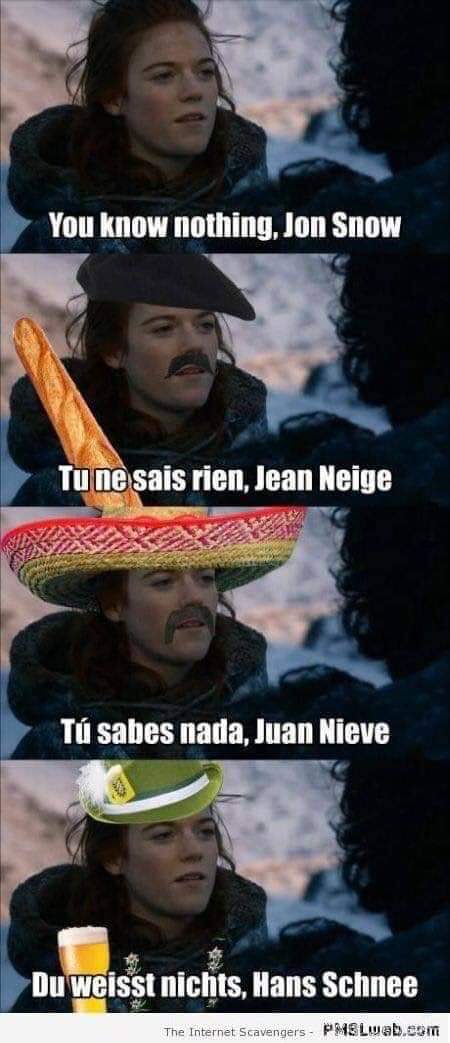 You know nothing, Jon Snow
Tu ne sais rien, Jean Neige
Tú sabes nada, Juan Nieve
Du weisst nichts, Hans Schnee
The Internet Scavengers - PMSLweb.com